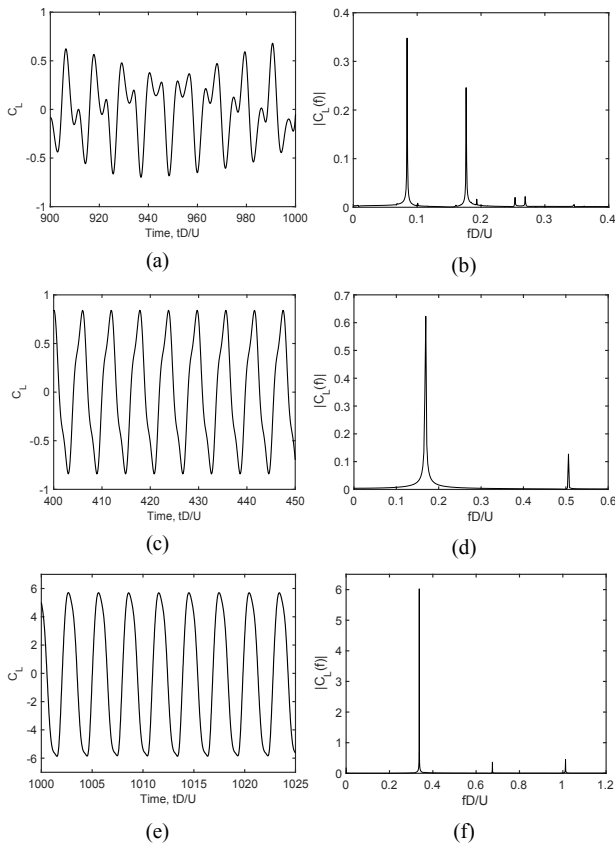 1
0.5
0
-0.5
-1
C_L
900 920 940 960 980 1000
Time, tD/U
(a)
0.4
0.3
0.2
0.1
0
|C_L(f)|
0 0.1 0.2 0.3 0.4
fD/U
(b)
1
0.5
0
-0.5
-1
C_L
400 410 420 430 440 450
Time, tD/U
(c)
0.7
0.6
0.5
0.4
0.3
0.2
0.1
0
|C_L(f)|
0 0.1 0.2 0.3 0.4 0.5 0.6
fD/U
(d)
6
4
2
0
-2
-4
-6
C_L
1000 1005 1010 1015 1020 1025
Time, tD/U
(e)
6
5
4
3
2
1
0
|C_L(f)|
0 0.2 0.4 0.6 0.8 1 1.2
fD/U
(f)